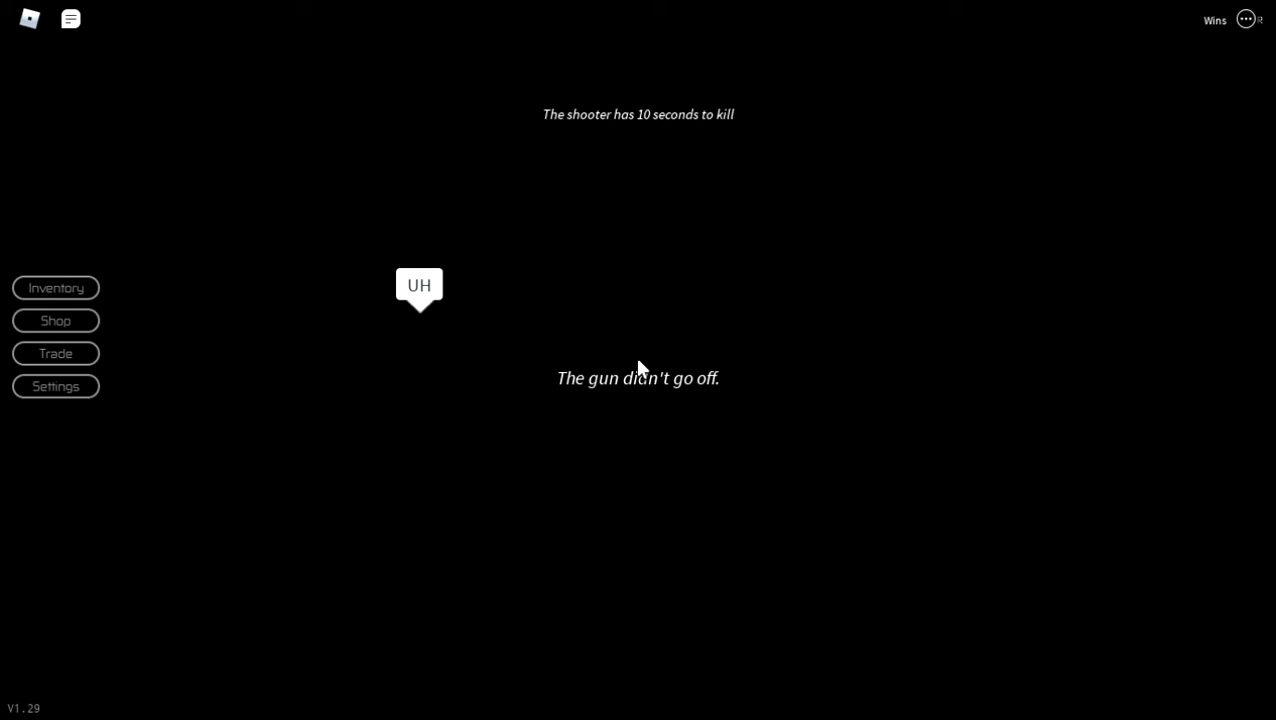 Wins
The shooter has 10 seconds to kill
UH
Inventory
Shop
Trade
Settings
The gun didn't go off.
V1.29